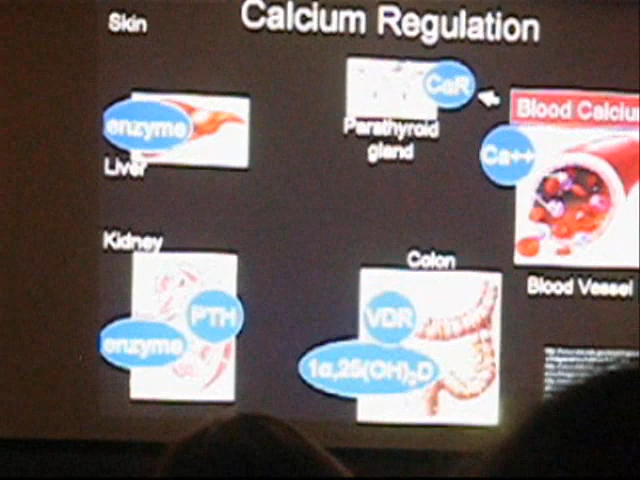 Calcium Regulation
Skin
CaR
Parathyroid
gland
enzyme
Liver
Blood Calciu
Ca++
Blood Vessel
Kidney
PTH
enzyme
Colon
VDR
1α,25(OH)₂D